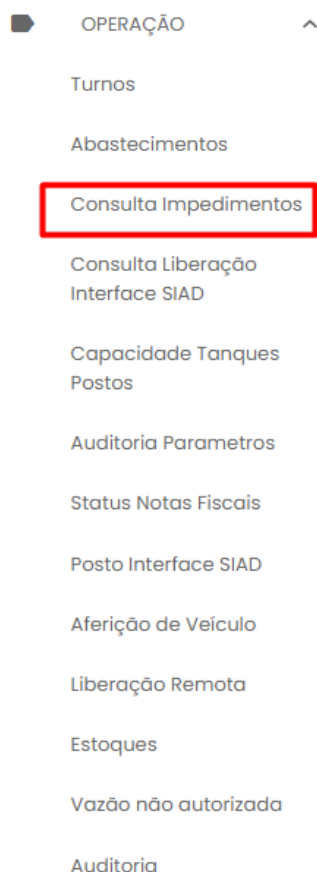 OPERAÇÃO
Turnos
Abastecimentos
Consulta Impedimentos
Consulta Liberação
Interface SIAD
Capacidade Tanques
Postos
Auditoria Parametros
Status Notas Fiscais
Posto Interface SIAD
Aferição de Veículo
Liberação Remota
Estoques
Vazão não autorizada
Auditoria